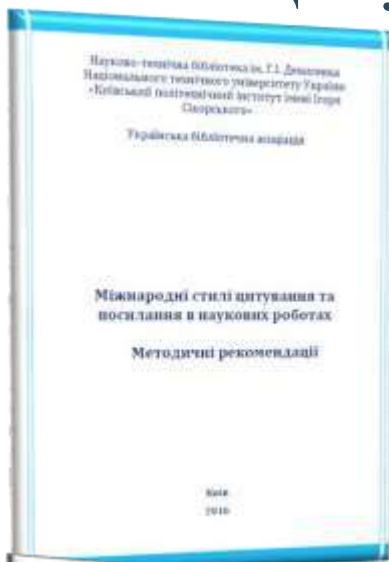 Науково-технічна бібліотека ім. Г.І. Денисенка
Національного технічного університету України
«Київський політехнічний інститут імені Ігоря
Сікорського»
Українська бібліотечна асоціація
Міжнародні стилі цитування та
посилання в наукових роботах
Методичні рекомендації
Київ
2016